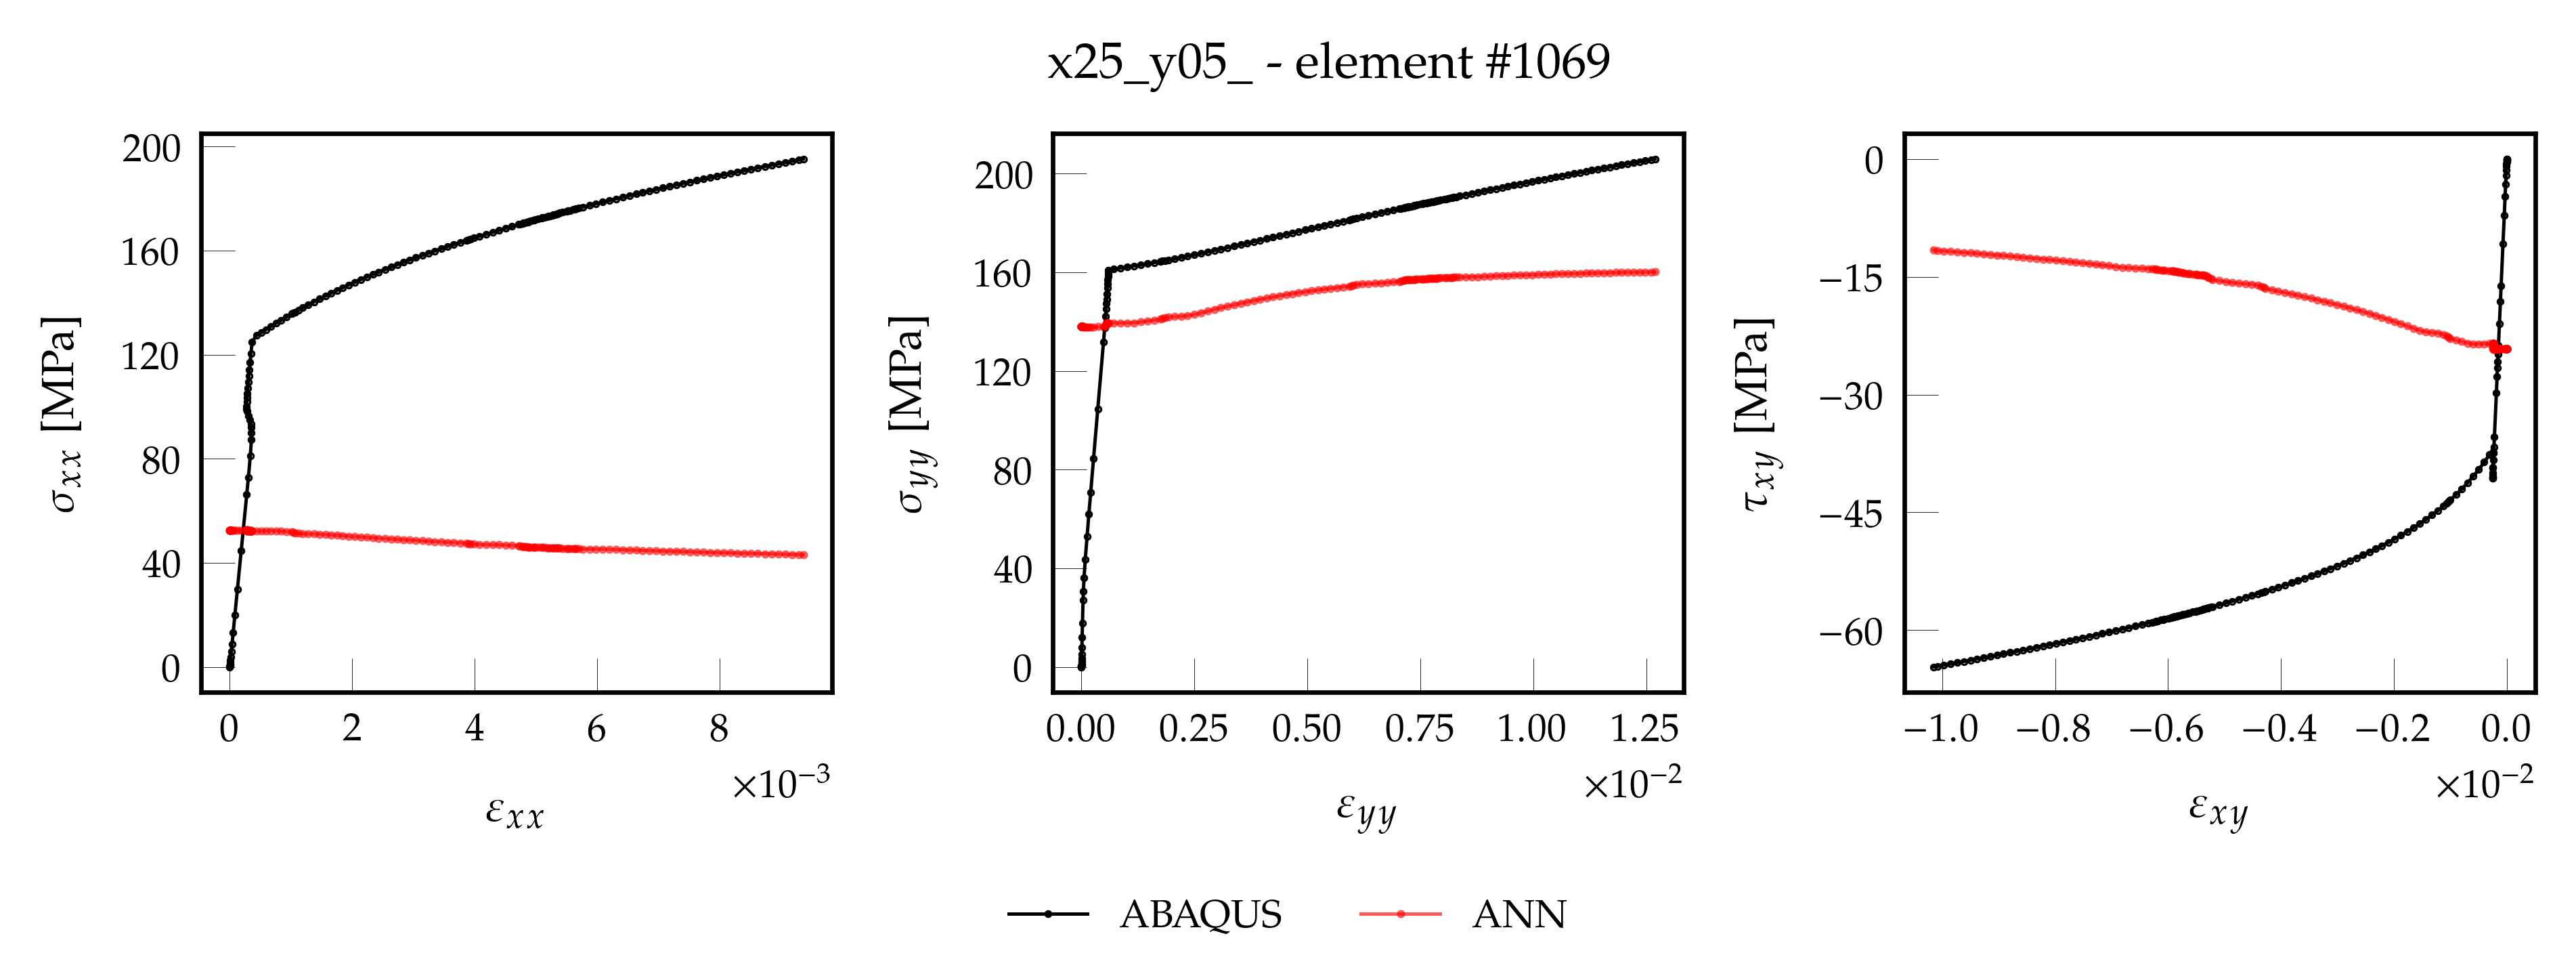 x25_y05_ - element #1069
200
160
120
80
40
0
σxx [MPa]
0 2 4 6 8
×10−3
εxx
200
160
120
80
40
0
σyy [MPa]
0.00 0.25 0.50 0.75 1.00 1.25
×10−2
εyy
0
−15
−30
−45
−60
τxy [MPa]
−1.0 −0.8 −0.6 −0.4 −0.2 0.0
×10−2
εxy
ABAQUS ANN